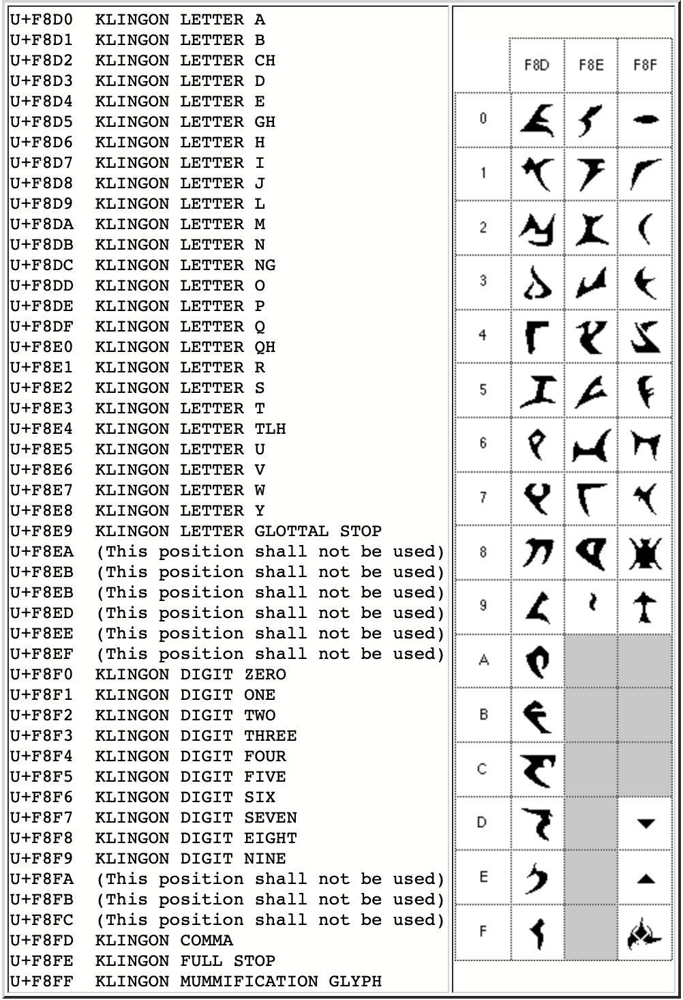 U+F8D0 KLINGON LETTER A
U+F8D1 KLINGON LETTER B
U+F8D2 KLINGON LETTER CH
U+F8D3 KLINGON LETTER D
U+F8D4 KLINGON LETTER E
U+F8D5 KLINGON LETTER GH
U+F8D6 KLINGON LETTER H
U+F8D7 KLINGON LETTER I
U+F8D8 KLINGON LETTER J
U+F8D9 KLINGON LETTER L
U+F8DA KLINGON LETTER M
U+F8DB KLINGON LETTER N
U+F8DC KLINGON LETTER NG
U+F8DD KLINGON LETTER O
U+F8DE KLINGON LETTER P
U+F8DF KLINGON LETTER Q
U+F8E0 KLINGON LETTER QH
U+F8E1 KLINGON LETTER R
U+F8E2 KLINGON LETTER S
U+F8E3 KLINGON LETTER T
U+F8E4 KLINGON LETTER TLH
U+F8E5 KLINGON LETTER U
U+F8E6 KLINGON LETTER V
U+F8E7 KLINGON LETTER W
U+F8E8 KLINGON LETTER Y
U+F8E9 KLINGON LETTER GLOTTAL STOP
U+F8EA (This position shall not be used)
U+F8EB (This position shall not be used)
U+F8EB (This position shall not be used)
U+F8ED (This position shall not be used)
U+F8EE (This position shall not be used)
U+F8EF (This position shall not be used)
U+F8F0 KLINGON DIGIT ZERO
U+F8F1 KLINGON DIGIT ONE
U+F8F2 KLINGON DIGIT TWO
U+F8F3 KLINGON DIGIT THREE
U+F8F4 KLINGON DIGIT FOUR
U+F8F5 KLINGON DIGIT FIVE
U+F8F6 KLINGON DIGIT SIX
U+F8F7 KLINGON DIGIT SEVEN
U+F8F8 KLINGON DIGIT EIGHT
U+F8F9 KLINGON DIGIT NINE
U+F8FA (This position shall not be used)
U+F8FB (This position shall not be used)
U+F8FC (This position shall not be used)
U+F8FD KLINGON COMMA
U+F8FE KLINGON FULL STOP
U+F8FF KLINGON MUMMIFICATION GLYPH
F8D F8E F8F
0
1
2
3
4
5
6
7
8
9
A
B
C
D
E
F